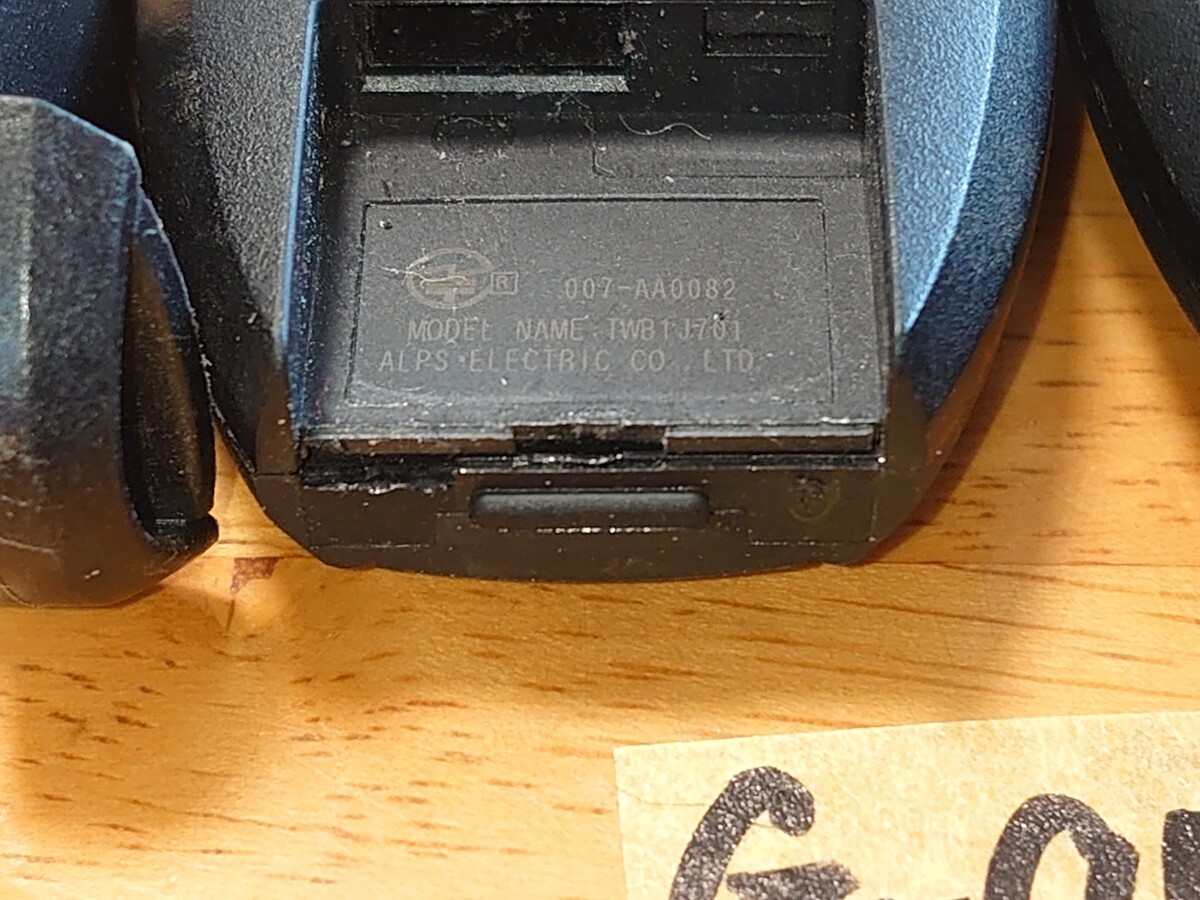 R 007-AA0082
MODEL NAME TWB1J701
ALPS ELECTRIC CO., LTD.